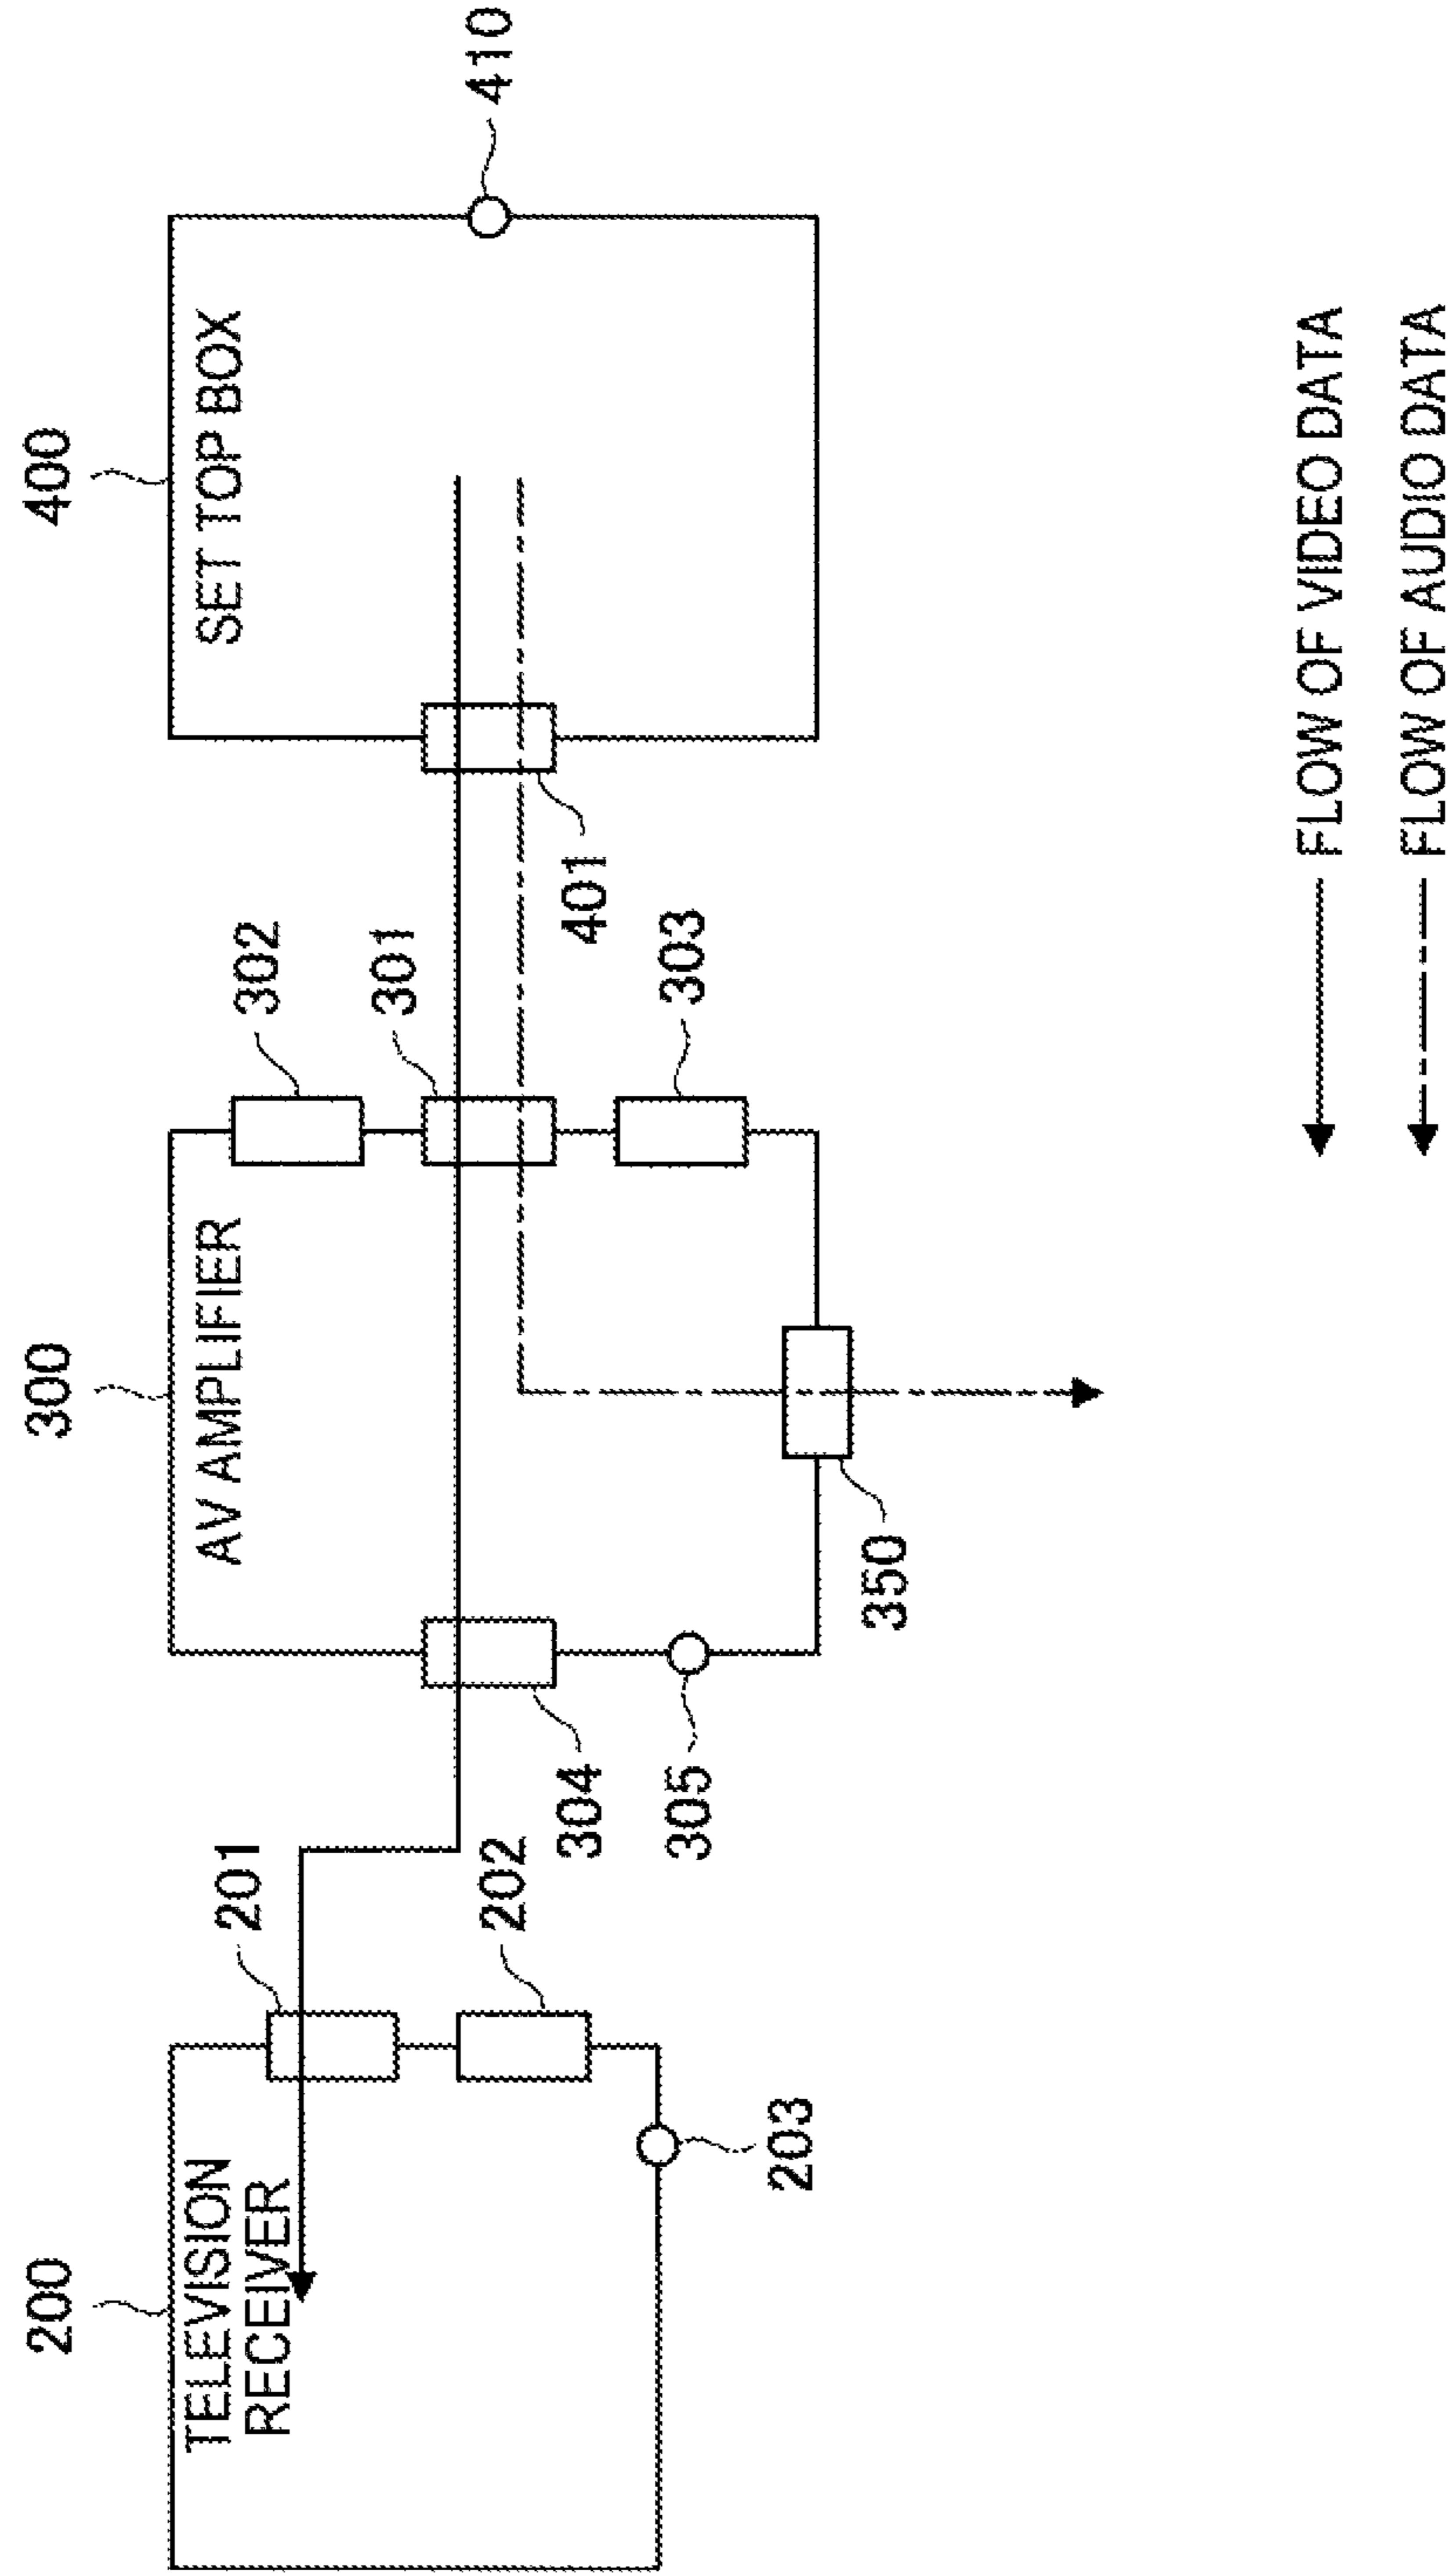 200
TELEVISION
RECEIVER
201
202
203
300
AV AMPLIFIER
302
301
303
304
305
350
400
SET TOP BOX
401
410
FLOW OF VIDEO DATA
FLOW OF AUDIO DATA